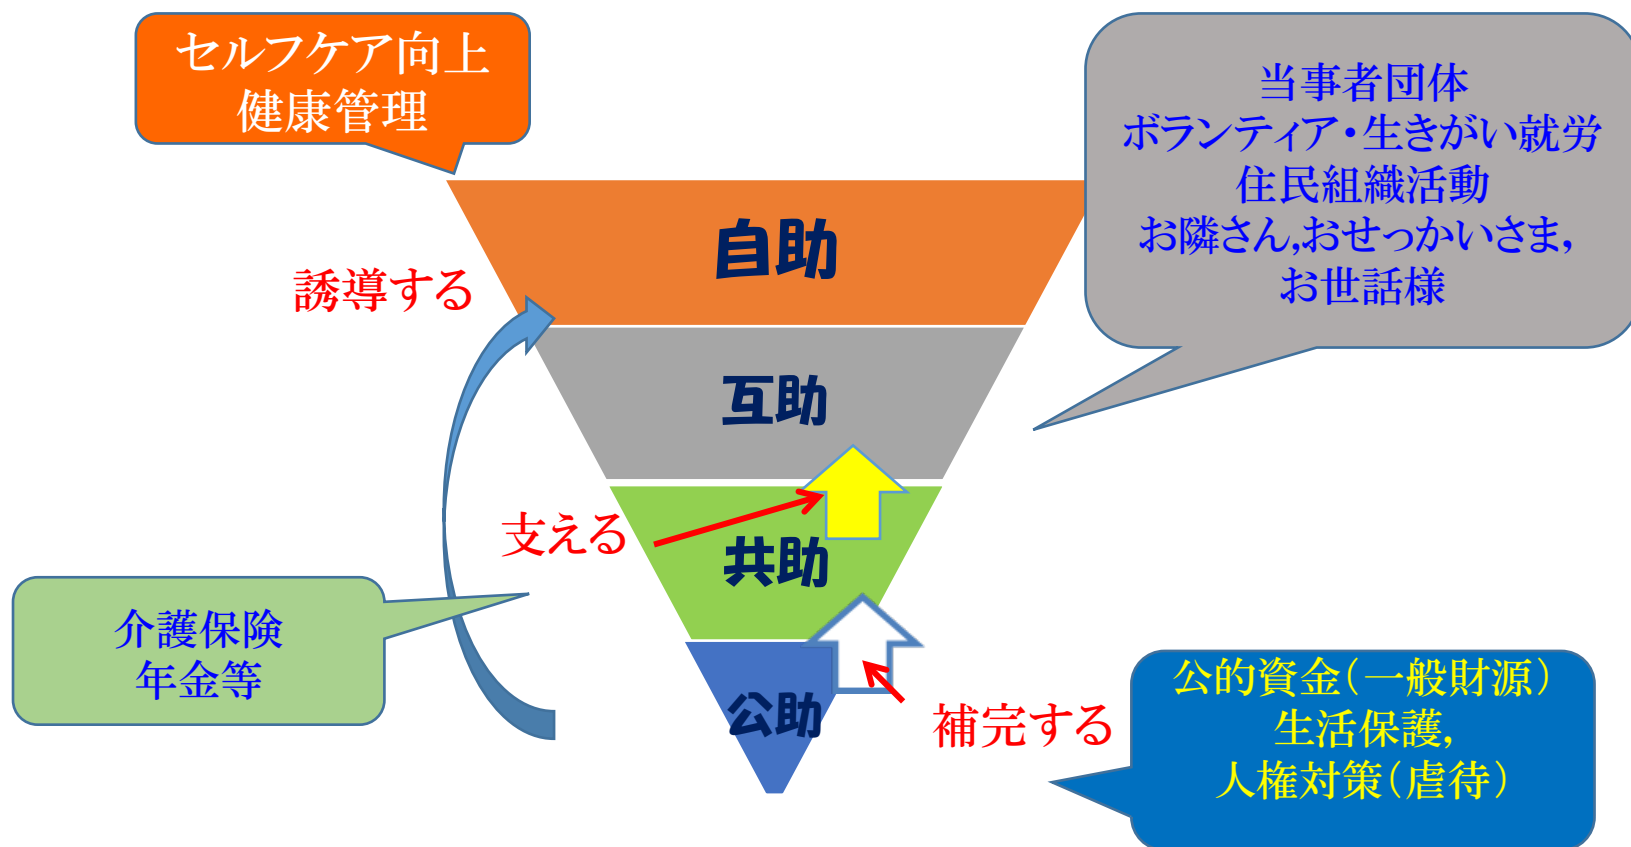 セルフケア向上
健康管理
当事者団体
ボランティア・生きがい就労
住民組織活動
お隣さん,おせっかいさま,
お世話様
自助
誘導する
互助
支える
共助
介護保険
年金等
公助
補完する
公的資金(一般財源)
生活保護,
人権対策(虐待)